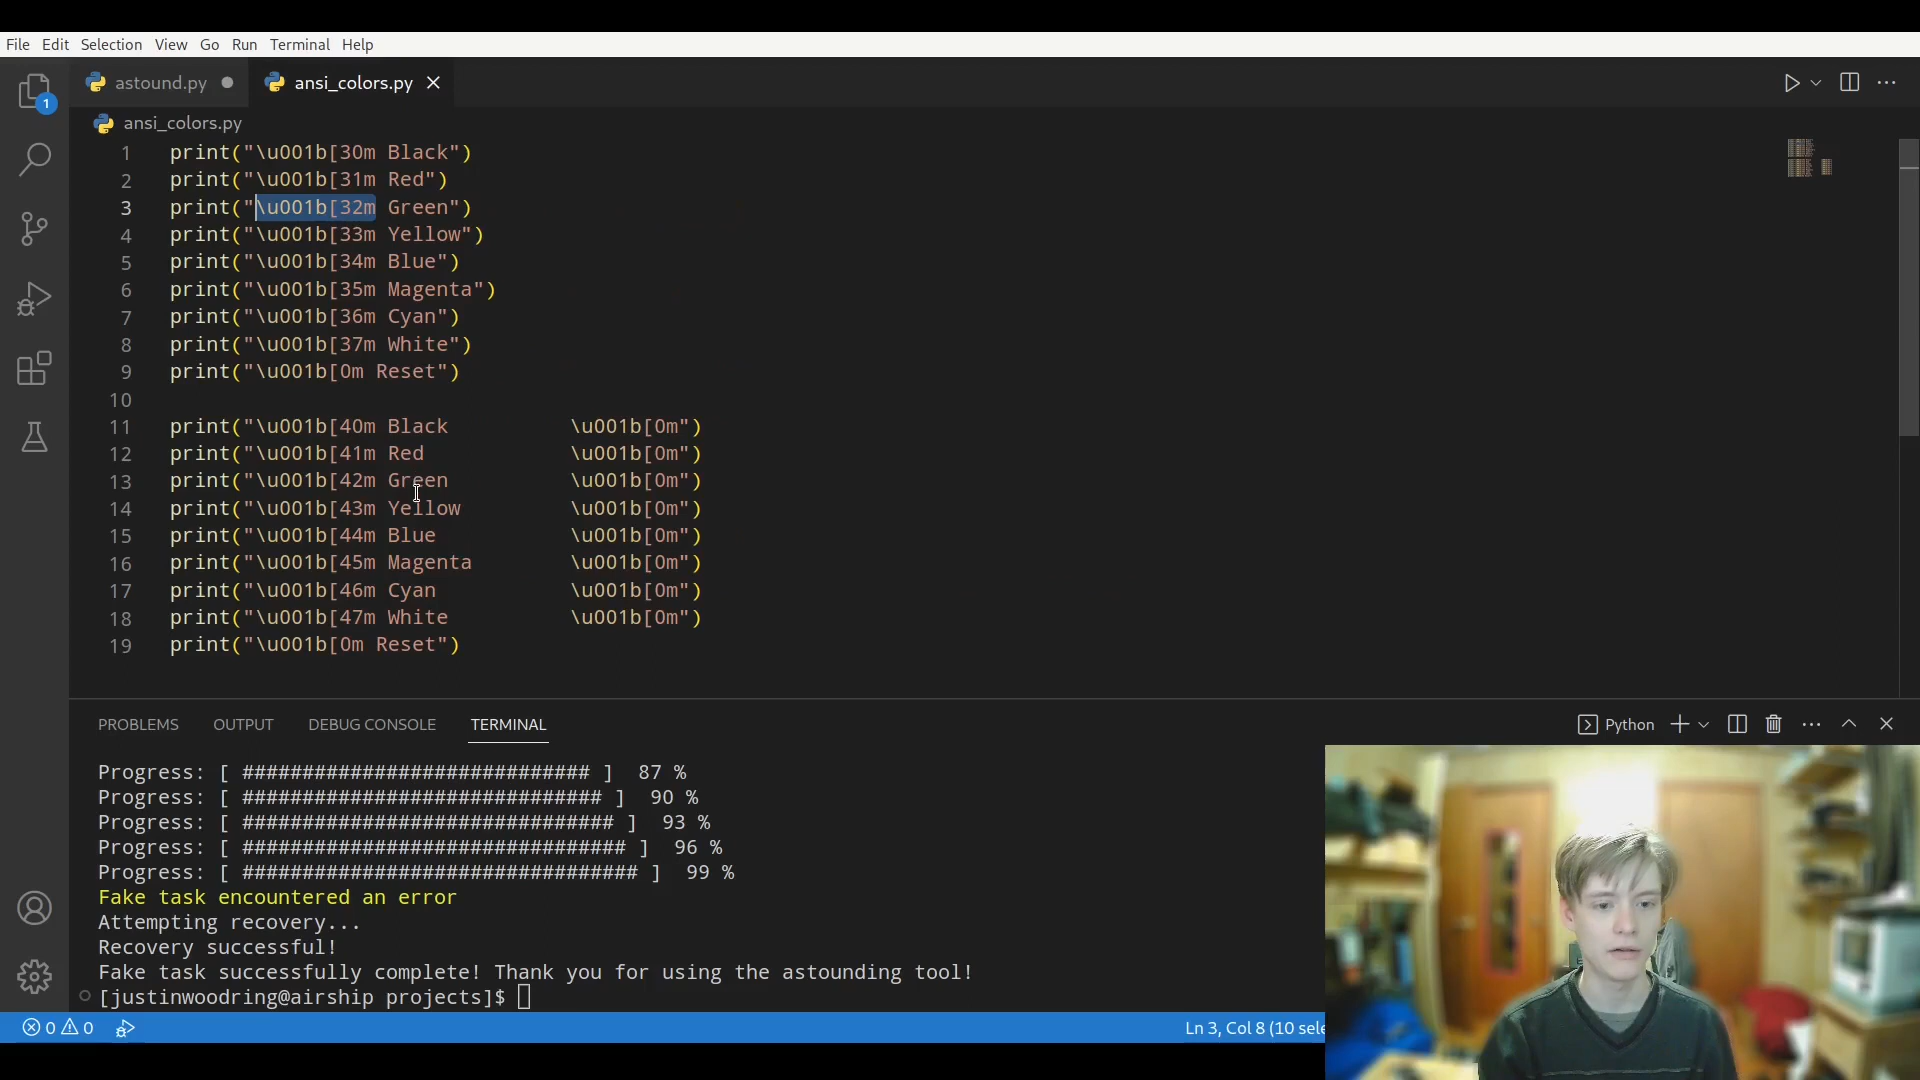 File Edit Selection View Go Run Terminal Help
1
astound.py
ansi_colors.py
ansi_colors.py
1 print("\u001b[30m Black")
2 print("\u001b[31m Red")
3 print("\u001b[32m Green")
4 print("\u001b[33m Yellow")
5 print("\u001b[34m Blue")
6 print("\u001b[35m Magenta")
7 print("\u001b[36m Cyan")
8 print("\u001b[37m White")
9 print("\u001b[0m Reset")
10
11 print("\u001b[40m Black          \u001b[0m")
12 print("\u001b[41m Red            \u001b[0m")
13 print("\u001b[42m Green          \u001b[0m")
14 print("\u001b[43m Yellow         \u001b[0m")
15 print("\u001b[44m Blue           \u001b[0m")
16 print("\u001b[45m Magenta        \u001b[0m")
17 print("\u001b[46m Cyan           \u001b[0m")
18 print("\u001b[47m White          \u001b[0m")
19 print("\u001b[0m Reset")
PROBLEMS OUTPUT DEBUG CONSOLE TERMINAL
Python
Progress: [ ############################# ]  87 %
Progress: [ ############################## ]  90 %
Progress: [ ############################### ]  93 %
Progress: [ ################################ ]  96 %
Progress: [ ################################# ]  99 %
Fake task encountered an error
Attempting recovery...
Recovery successful!
Fake task successfully complete! Thank you for using the astounding tool!
[justinwoodring@airship projects]$
0 0
Ln 3, Col 8 (10 sele